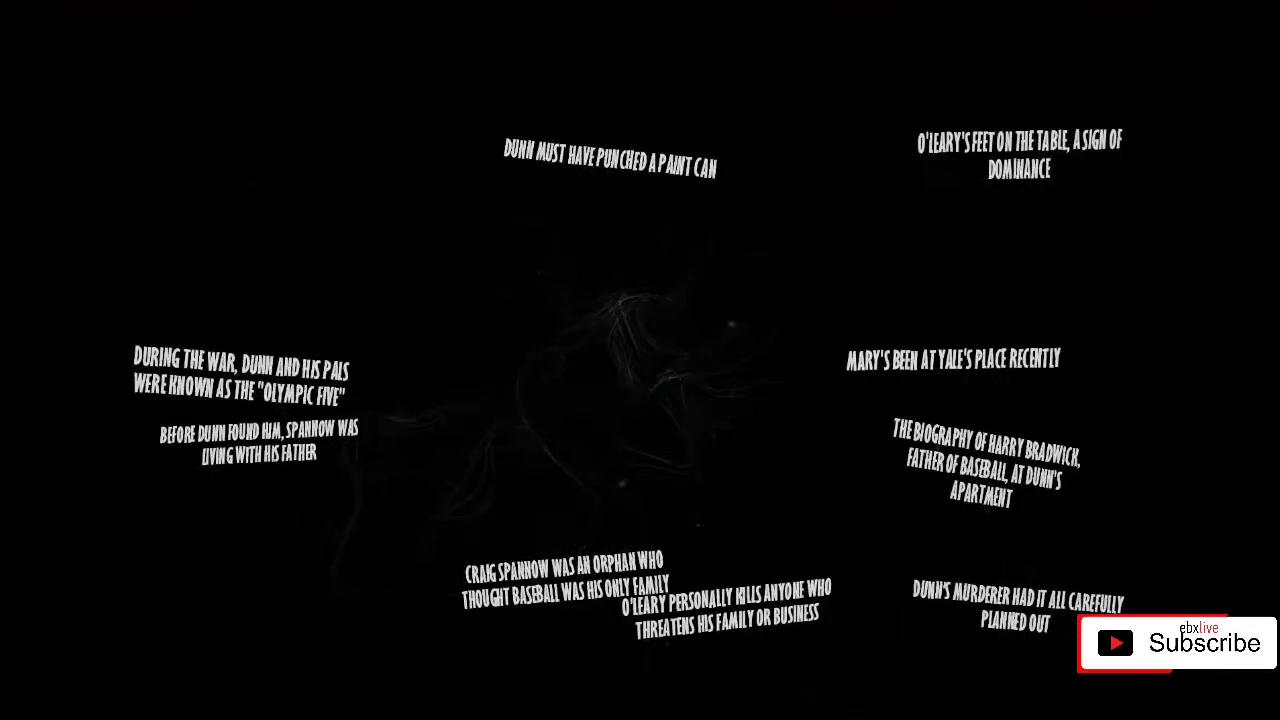 DUNN MUST HAVE PUNCHED A PAINT CAN
O'LEARY'S FEET ON THE TABLE, A SIGN OF
DOMINANCE
DURING THE WAR, DUNN AND HIS PALS
WERE KNOWN AS THE "OLYMPIC FIVE"
BEFORE DUNN FOUND HIM, SPANNOW WAS
LIVING WITH HIS FATHER
MARY'S BEEN AT YALE'S PLACE RECENTLY
THE BIOGRAPHY OF HARRY BRADWICK,
FATHER OF BASEBALL, AT DUNN'S
APARTMENT
CRAIG SPANNOW WAS AN ORPHAN WHO
THOUGHT BASEBALL WAS HIS ONLY FAMILY
O'LEARY PERSONALLY KILLS ANYONE WHO
THREATENS HIS FAMILY OR BUSINESS
DUNN'S MURDERER HAD IT ALL CAREFULLY
PLANNED OUT
ebxlive
Subscribe